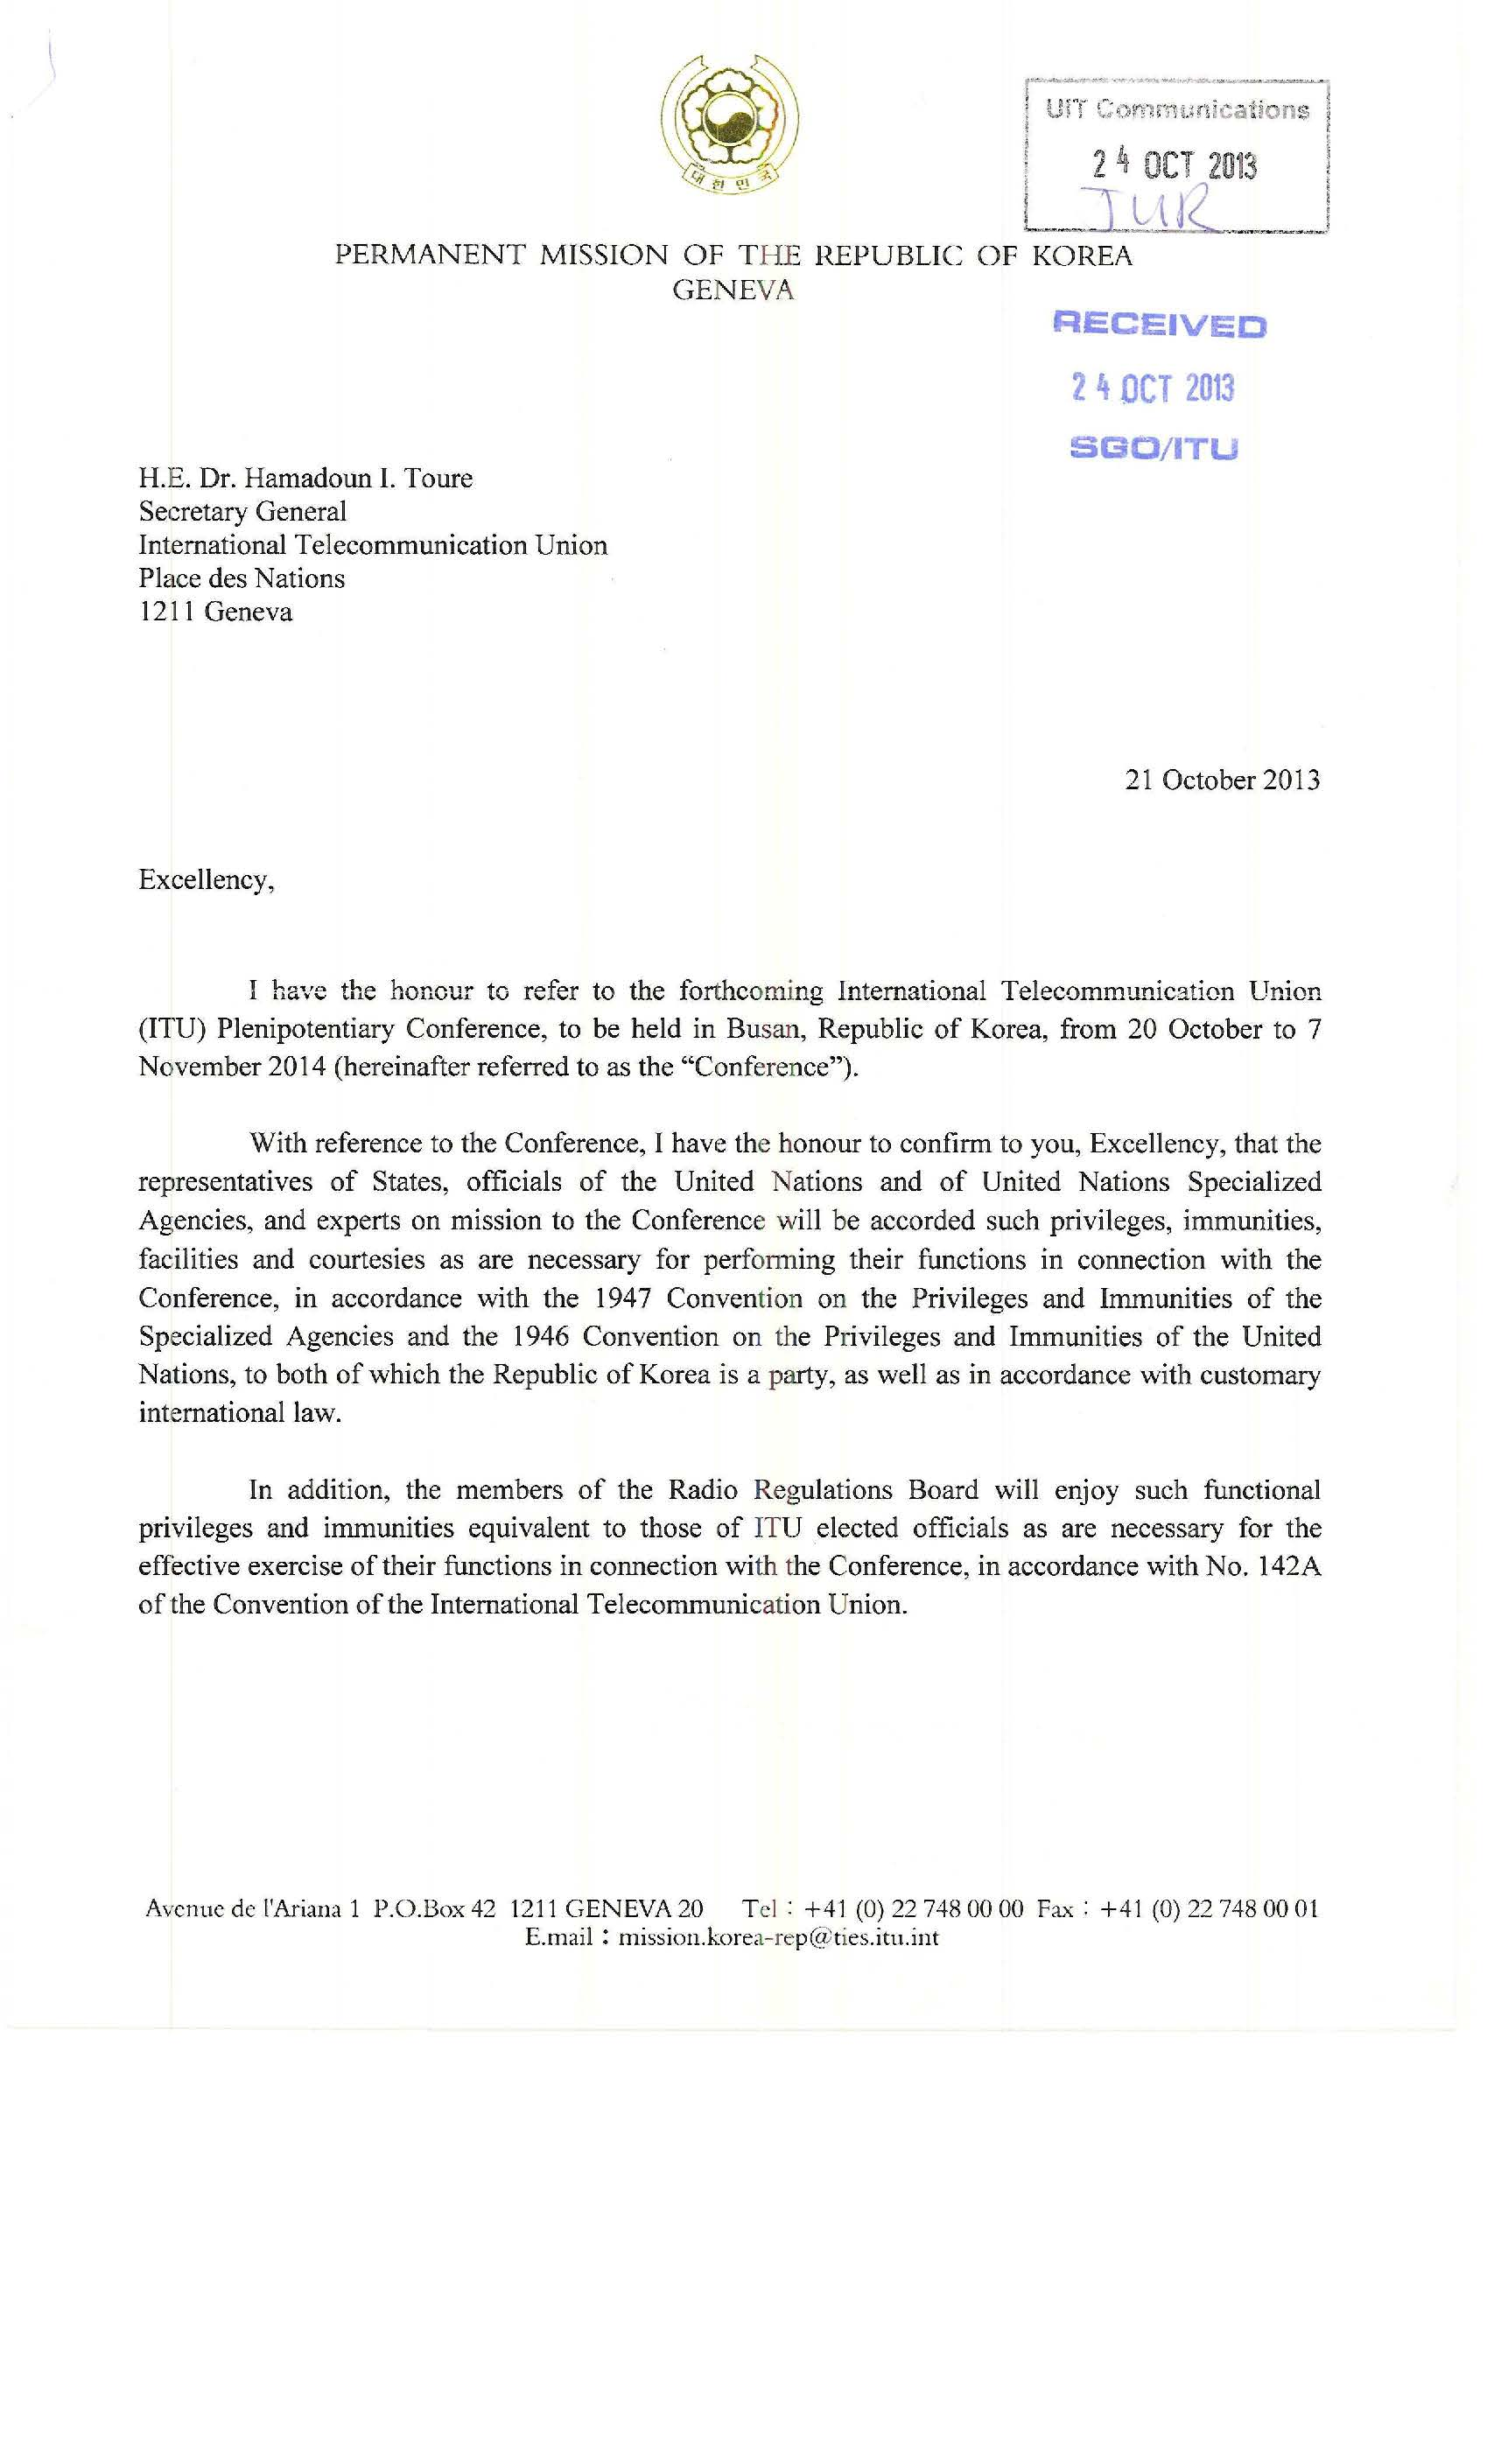 대한민국
UIT Communications
24 OCT 2013
JUR
PERMANENT MISSION OF THE REPUBLIC OF KOREA
GENEVA
RECEIVED
24 OCT 2013
SGO/ITU
H.E. Dr. Hamadoun I. Toure
Secretary General
International Telecommunication Union
Place des Nations
1211 Geneva
21 October 2013
Excellency,
I have the honour to refer to the forthcoming International Telecommunication Union
(ITU) Plenipotentiary Conference, to be held in Busan, Republic of Korea, from 20 October to 7
November 2014 (hereinafter referred to as the “Conference”).
With reference to the Conference, I have the honour to confirm to you, Excellency, that the
representatives of States, officials of the United Nations and of United Nations Specialized
Agencies, and experts on mission to the Conference will be accorded such privileges, immunities,
facilities and courtesies as are necessary for performing their functions in connection with the
Conference, in accordance with the 1947 Convention on the Privileges and Immunities of the
Specialized Agencies and the 1946 Convention on the Privileges and Immunities of the United
Nations, to both of which the Republic of Korea is a party, as well as in accordance with customary
international law.
In addition, the members of the Radio Regulations Board will enjoy such functional
privileges and immunities equivalent to those of ITU elected officials as are necessary for the
effective exercise of their functions in connection with the Conference, in accordance with No. 142A
of the Convention of the International Telecommunication Union.
Avenue de l'Ariana 1 P.O.Box 42 1211 GENEVA 20 Tel : +41 (0) 22 748 00 00 Fax : +41 (0) 22 748 00 01
E.mail : mission.korea-rep@ties.itu.int